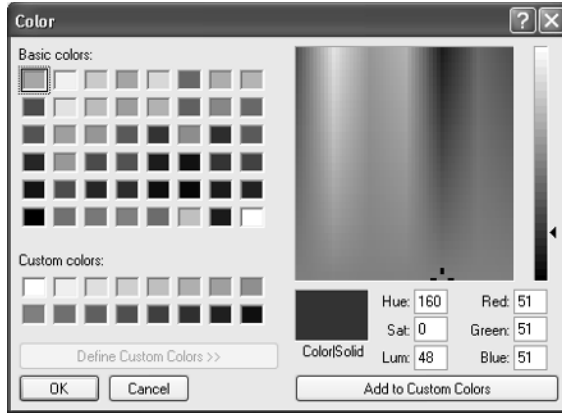 Color
Basic colors:
Custom colors:
Define Custom Colors >>
OK
Cancel
Color|Solid
Hue: 160
Sat: 0
Lum: 48
Red: 51
Green: 51
Blue: 51
Add to Custom Colors